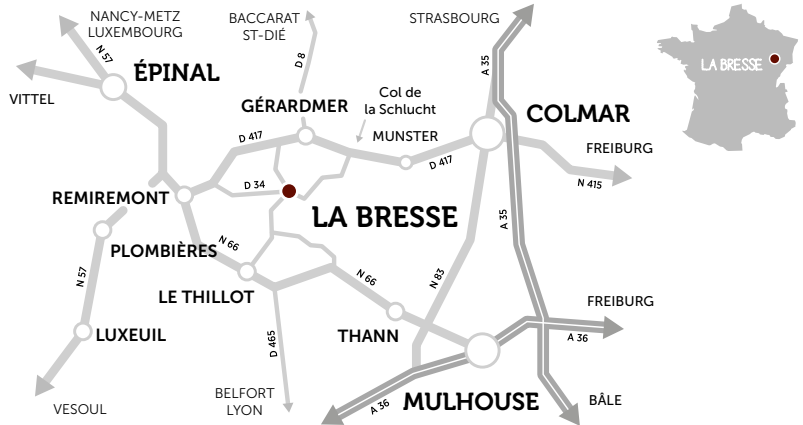 NANCY-METZ
LUXEMBOURG
BACCARAT
ST-DIÉ
STRASBOURG
N 57
D 8
A 35
ÉPINAL
LA BRESSE
VITTEL
GÉRARDMER
Col de
la Schlucht
COLMAR
D 417
MUNSTER
FREIBURG
D 417
N 415
REMIREMONT
D 34
LA BRESSE
A 35
PLOMBIÈRES
N 66
N 57
N 66
N 83
LE THILLOT
FREIBURG
LUXEUIL
THANN
A 36
D 465
VESOUL
BELFORT
LYON
A 36
MULHOUSE
BÂLE